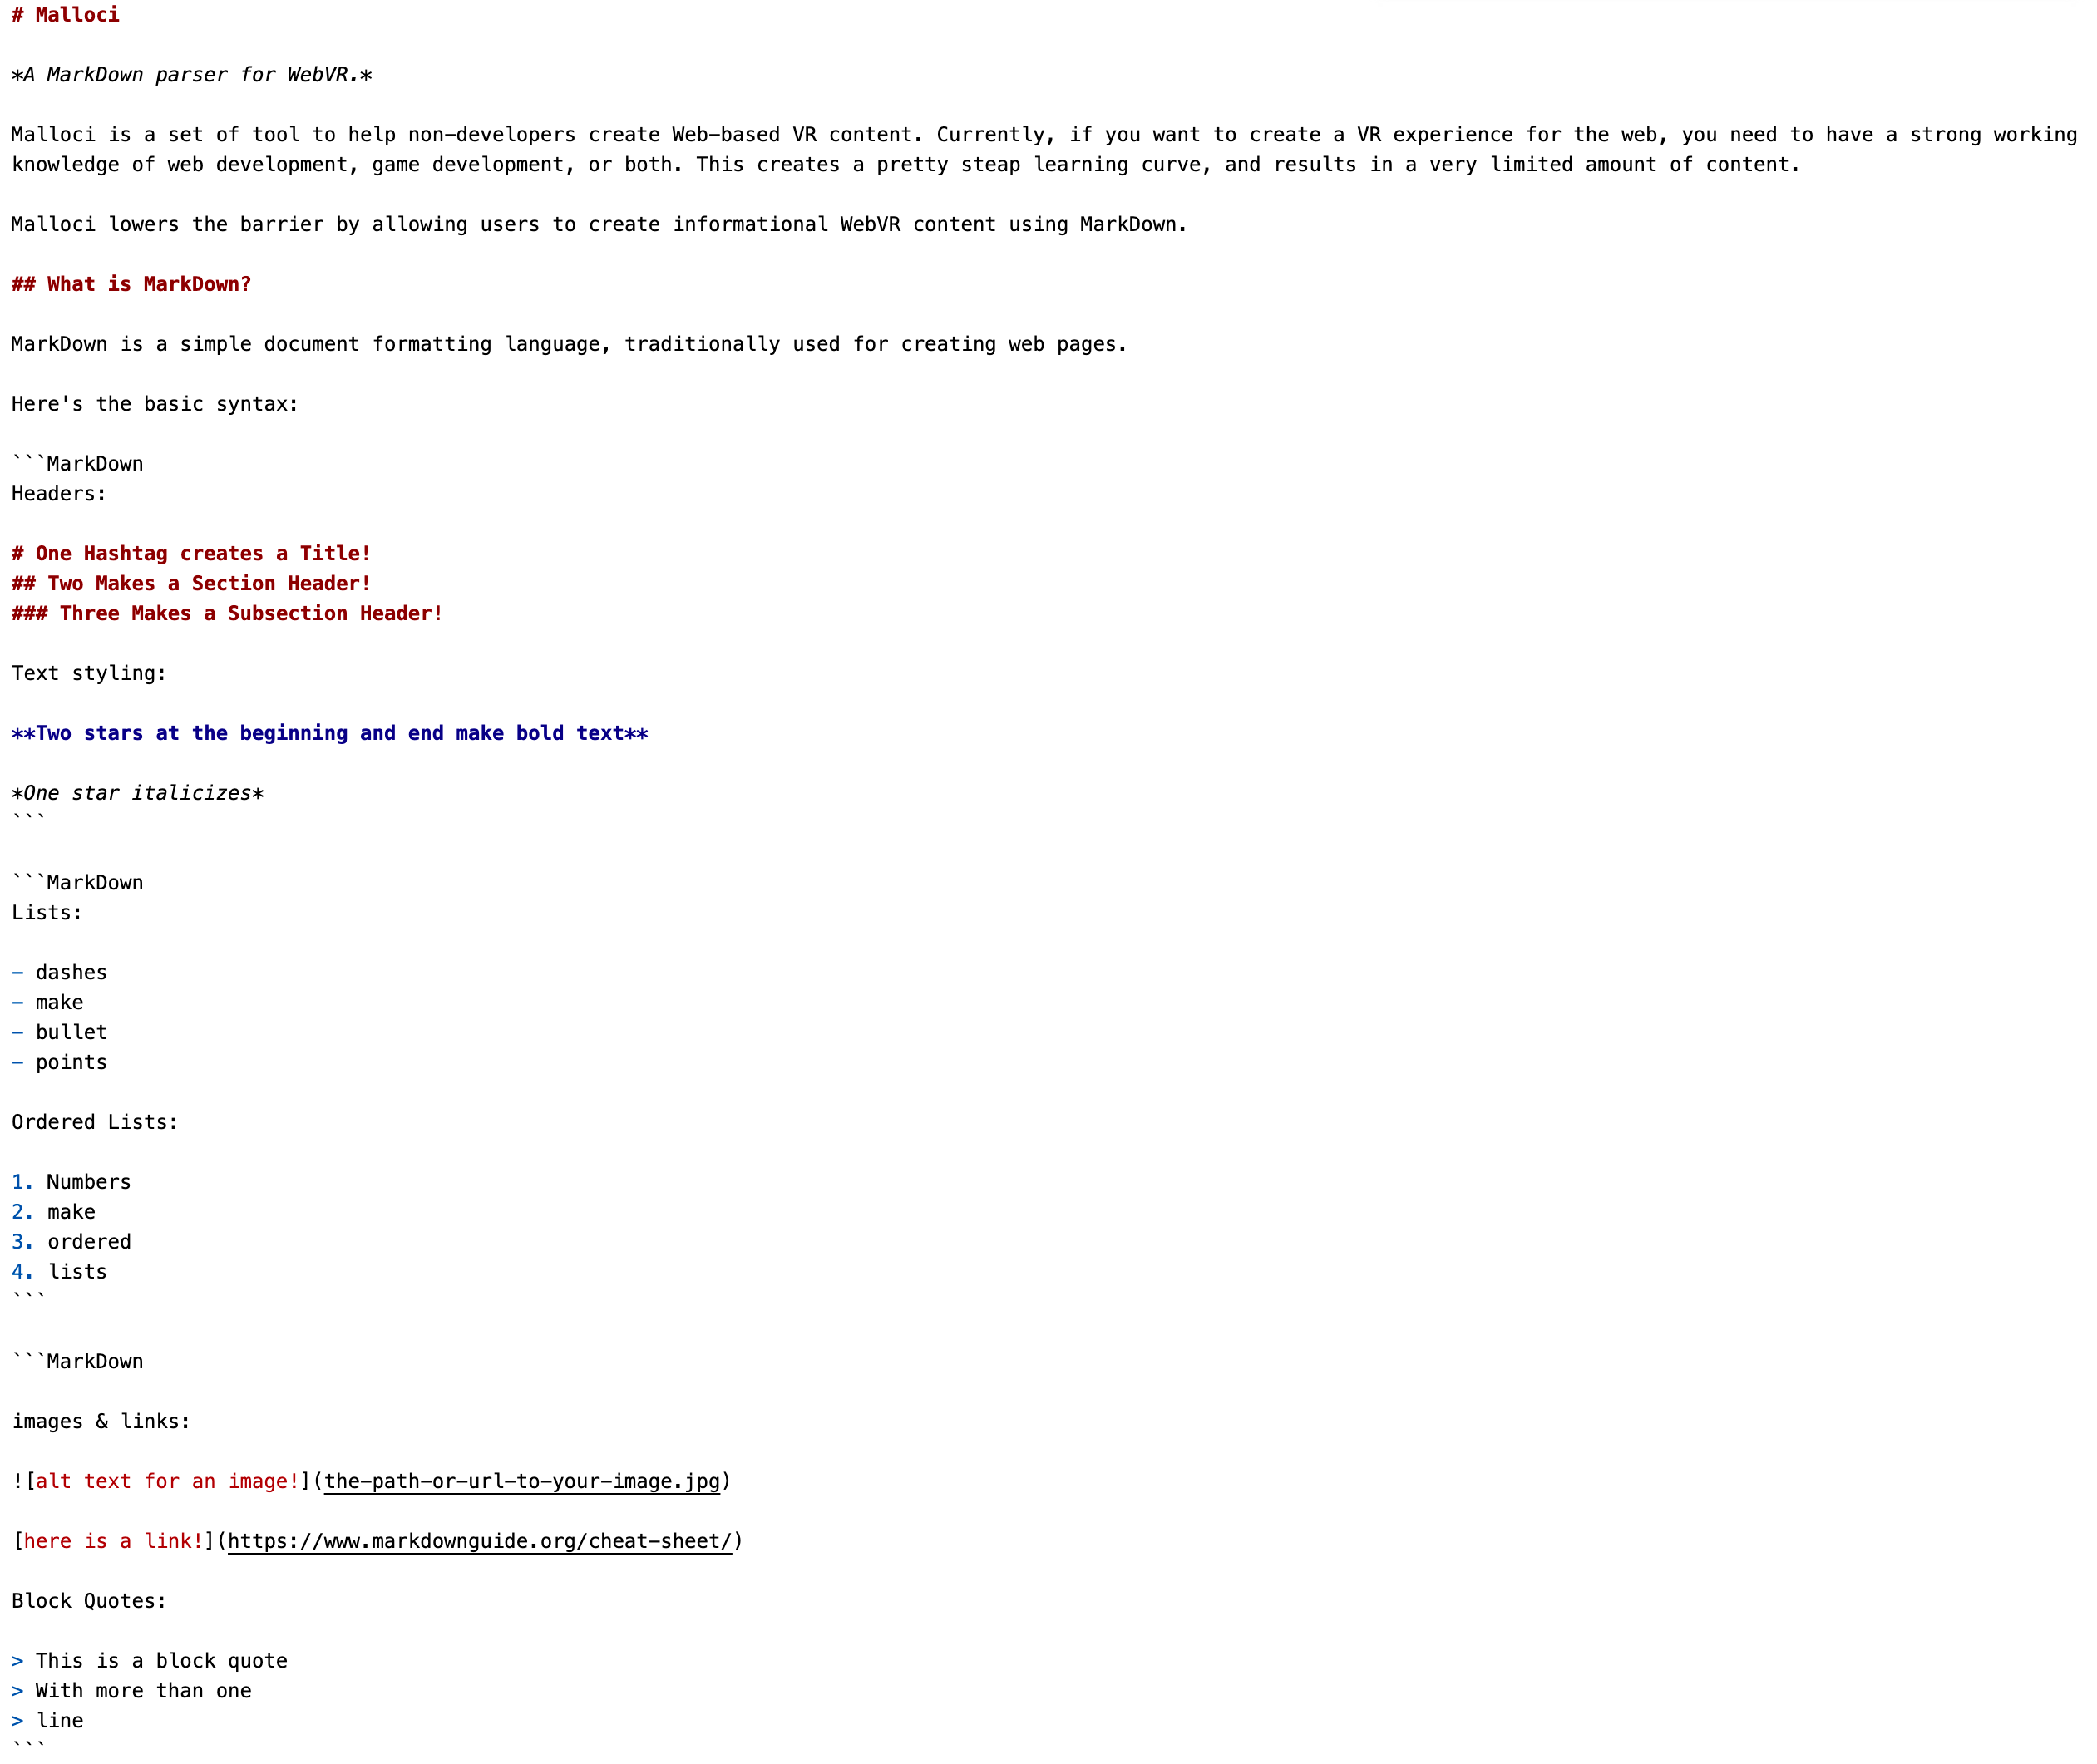 # Malloci
*A MarkDown parser for WebVR.*
Malloci is a set of tool to help non-developers create Web-based VR content. Currently, if you want to create a VR experience for the web, you need to have a strong working
knowledge of web development, game development, or both. This creates a pretty steap learning curve, and results in a very limited amount of content.
Malloci lowers the barrier by allowing users to create informational WebVR content using MarkDown.
## What is MarkDown?
MarkDown is a simple document formatting language, traditionally used for creating web pages.
Here's the basic syntax:
```MarkDown
Headers:
# One Hashtag creates a Title!
## Two Makes a Section Header!
### Three Makes a Subsection Header!
Text styling:
**Two stars at the beginning and end make bold text**
*One star italicizes*
```
```MarkDown
Lists:
- dashes
- make
- bullet
- points
Ordered Lists:
1. Numbers
2. make
3. ordered
4. lists
```
```MarkDown
images & links:
![alt text for an image!](the-path-or-url-to-your-image.jpg)
[here is a link!](https://www.markdownguide.org/cheat-sheet/)
Block Quotes:
> This is a block quote
> With more than one
> line
```